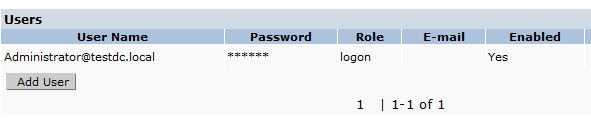 Users
User Name Password Role E-mail Enabled
Administrator@testdc.local ****** logon Yes
Add User
1 | 1-1 of 1